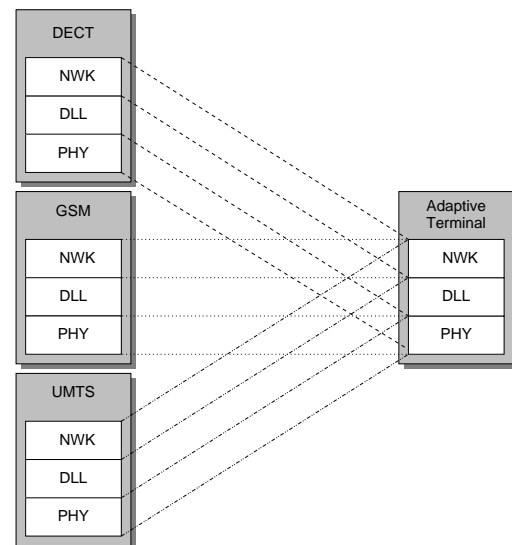 DECT
NWK
DLL
PHY
GSM
NWK
DLL
PHY
UMTS
NWK
DLL
PHY
Adaptive
Terminal
NWK
DLL
PHY